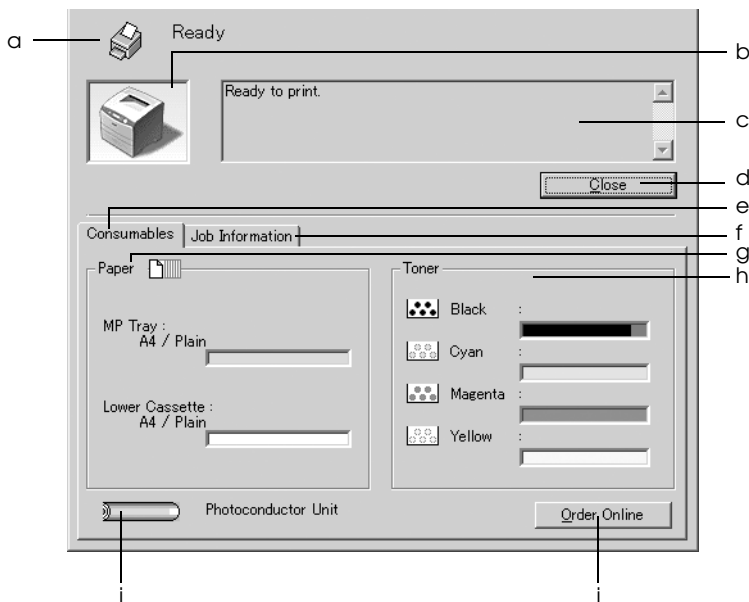 a
Ready
b
Ready to print.
c
Close
d
e
Consumables
Job Information
f
g
Paper
Toner
h
MP Tray :
A4 / Plain
Lower Cassette :
A4 / Plain
Black :
Cyan :
Magenta :
Yellow :
Photoconductor Unit
Order Online
i
j